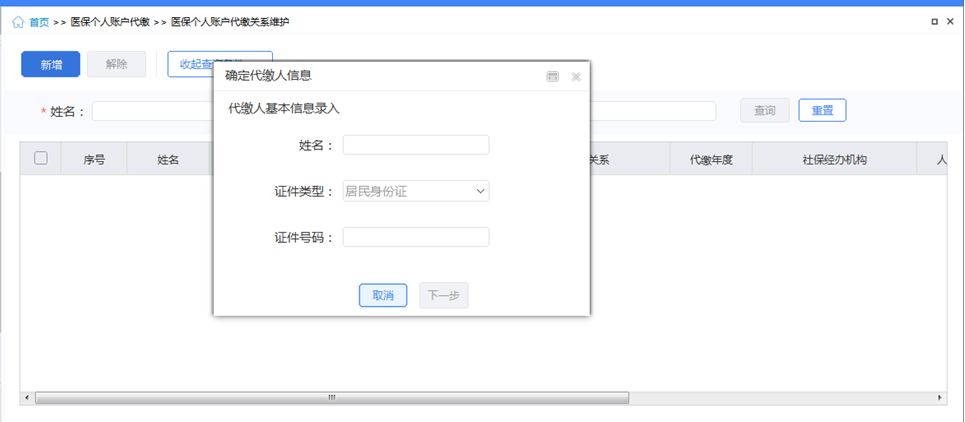 首页 >> 医保个人账户代缴 >> 医保个人账户代缴关系维护
新增 解除 收起查
* 姓名： 查询 重置
序号 姓名 关系 代缴年度 社保经办机构 人
确定代缴人信息
代缴人基本信息录入
姓名：
证件类型： 居民身份证
证件号码：
取消 下一步